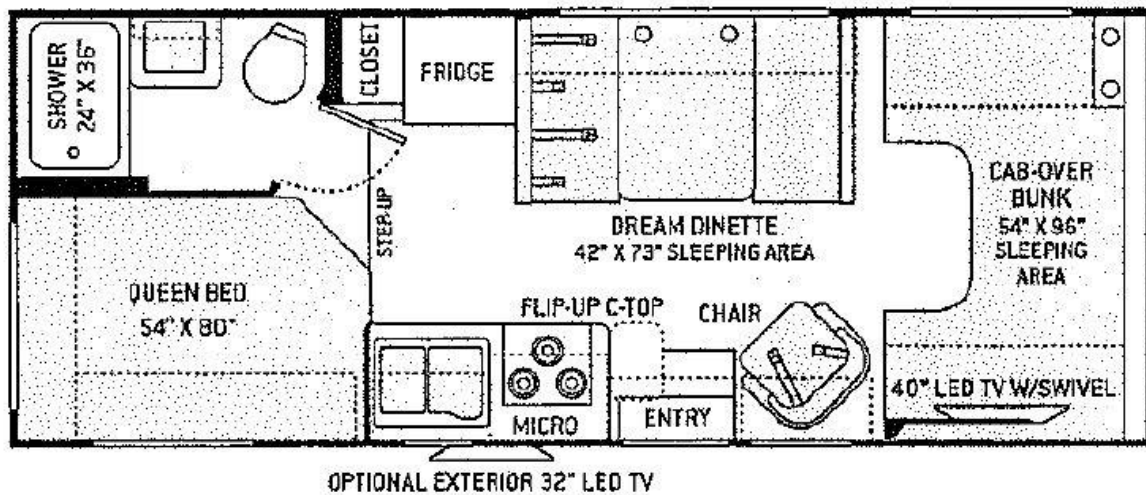 SHOWER
24" X 36"
CLOSET
FRIDGE
STEP-UP
DREAM DINETTE
42" X 73" SLEEPING AREA
CAB-OVER
BUNK
54" X 96"
SLEEPING
AREA
QUEEN BED
54" X 80"
FLIP-UP C-TOP
CHAIR
MICRO
ENTRY
40" LED TV W/SWIVEL
OPTIONAL EXTERIOR 32" LED TV